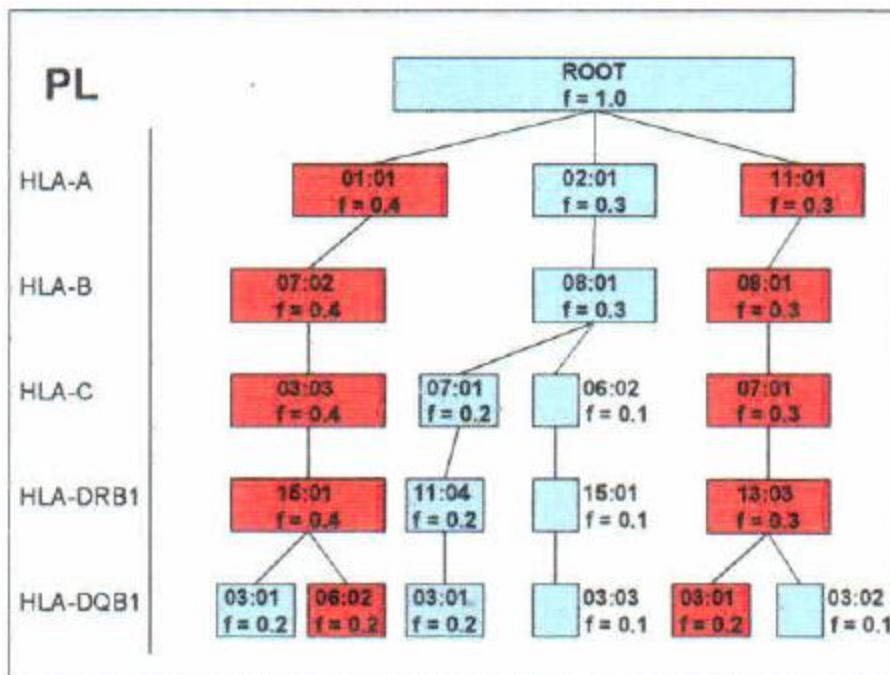 PL
ROOT
f = 1.0
HLA-A
01:01
f = 0.4
02:01
f = 0.3
11:01
f = 0.3
HLA-B
07:02
f = 0.4
08:01
f = 0.3
08:01
f = 0.3
HLA-C
03:03
f = 0.4
07:01
f = 0.2
06:02
f = 0.1
07:01
f = 0.3
HLA-DRB1
15:01
f = 0.4
11:04
f = 0.2
15:01
f = 0.1
13:03
f = 0.3
HLA-DQB1
03:01
f = 0.2
06:02
f = 0.2
03:01
f = 0.2
03:03
f = 0.1
03:01
f = 0.2
03:02
f = 0.1